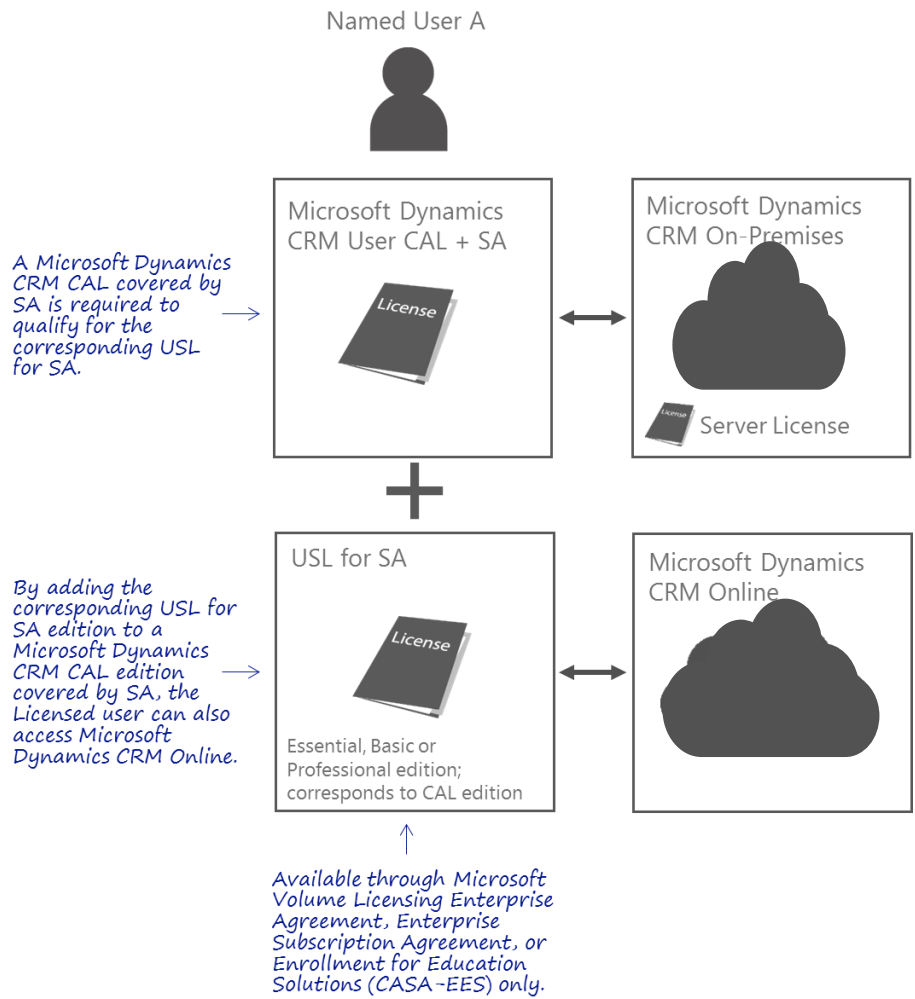 Named User A
Microsoft Dynamics
CRM User CAL + SA
License
Microsoft Dynamics
CRM On-Premises
License
Server License
A Microsoft Dynamics
CRM CAL covered by
SA is required to
qualify for the
corresponding USL
for SA.
USL for SA
License
Essential, Basic or
Professional edition;
corresponds to CAL edition
Microsoft Dynamics
CRM Online
By adding the
corresponding USL for
SA edition to a
Microsoft Dynamics
CRM CAL edition
covered by SA, the
Licensed user can also
access Microsoft
Dynamics CRM Online.
Available through Microsoft
Volume Licensing Enterprise
Agreement, Enterprise
Subscription Agreement, or
Enrollment for Education
Solutions (CASA-EES) only.